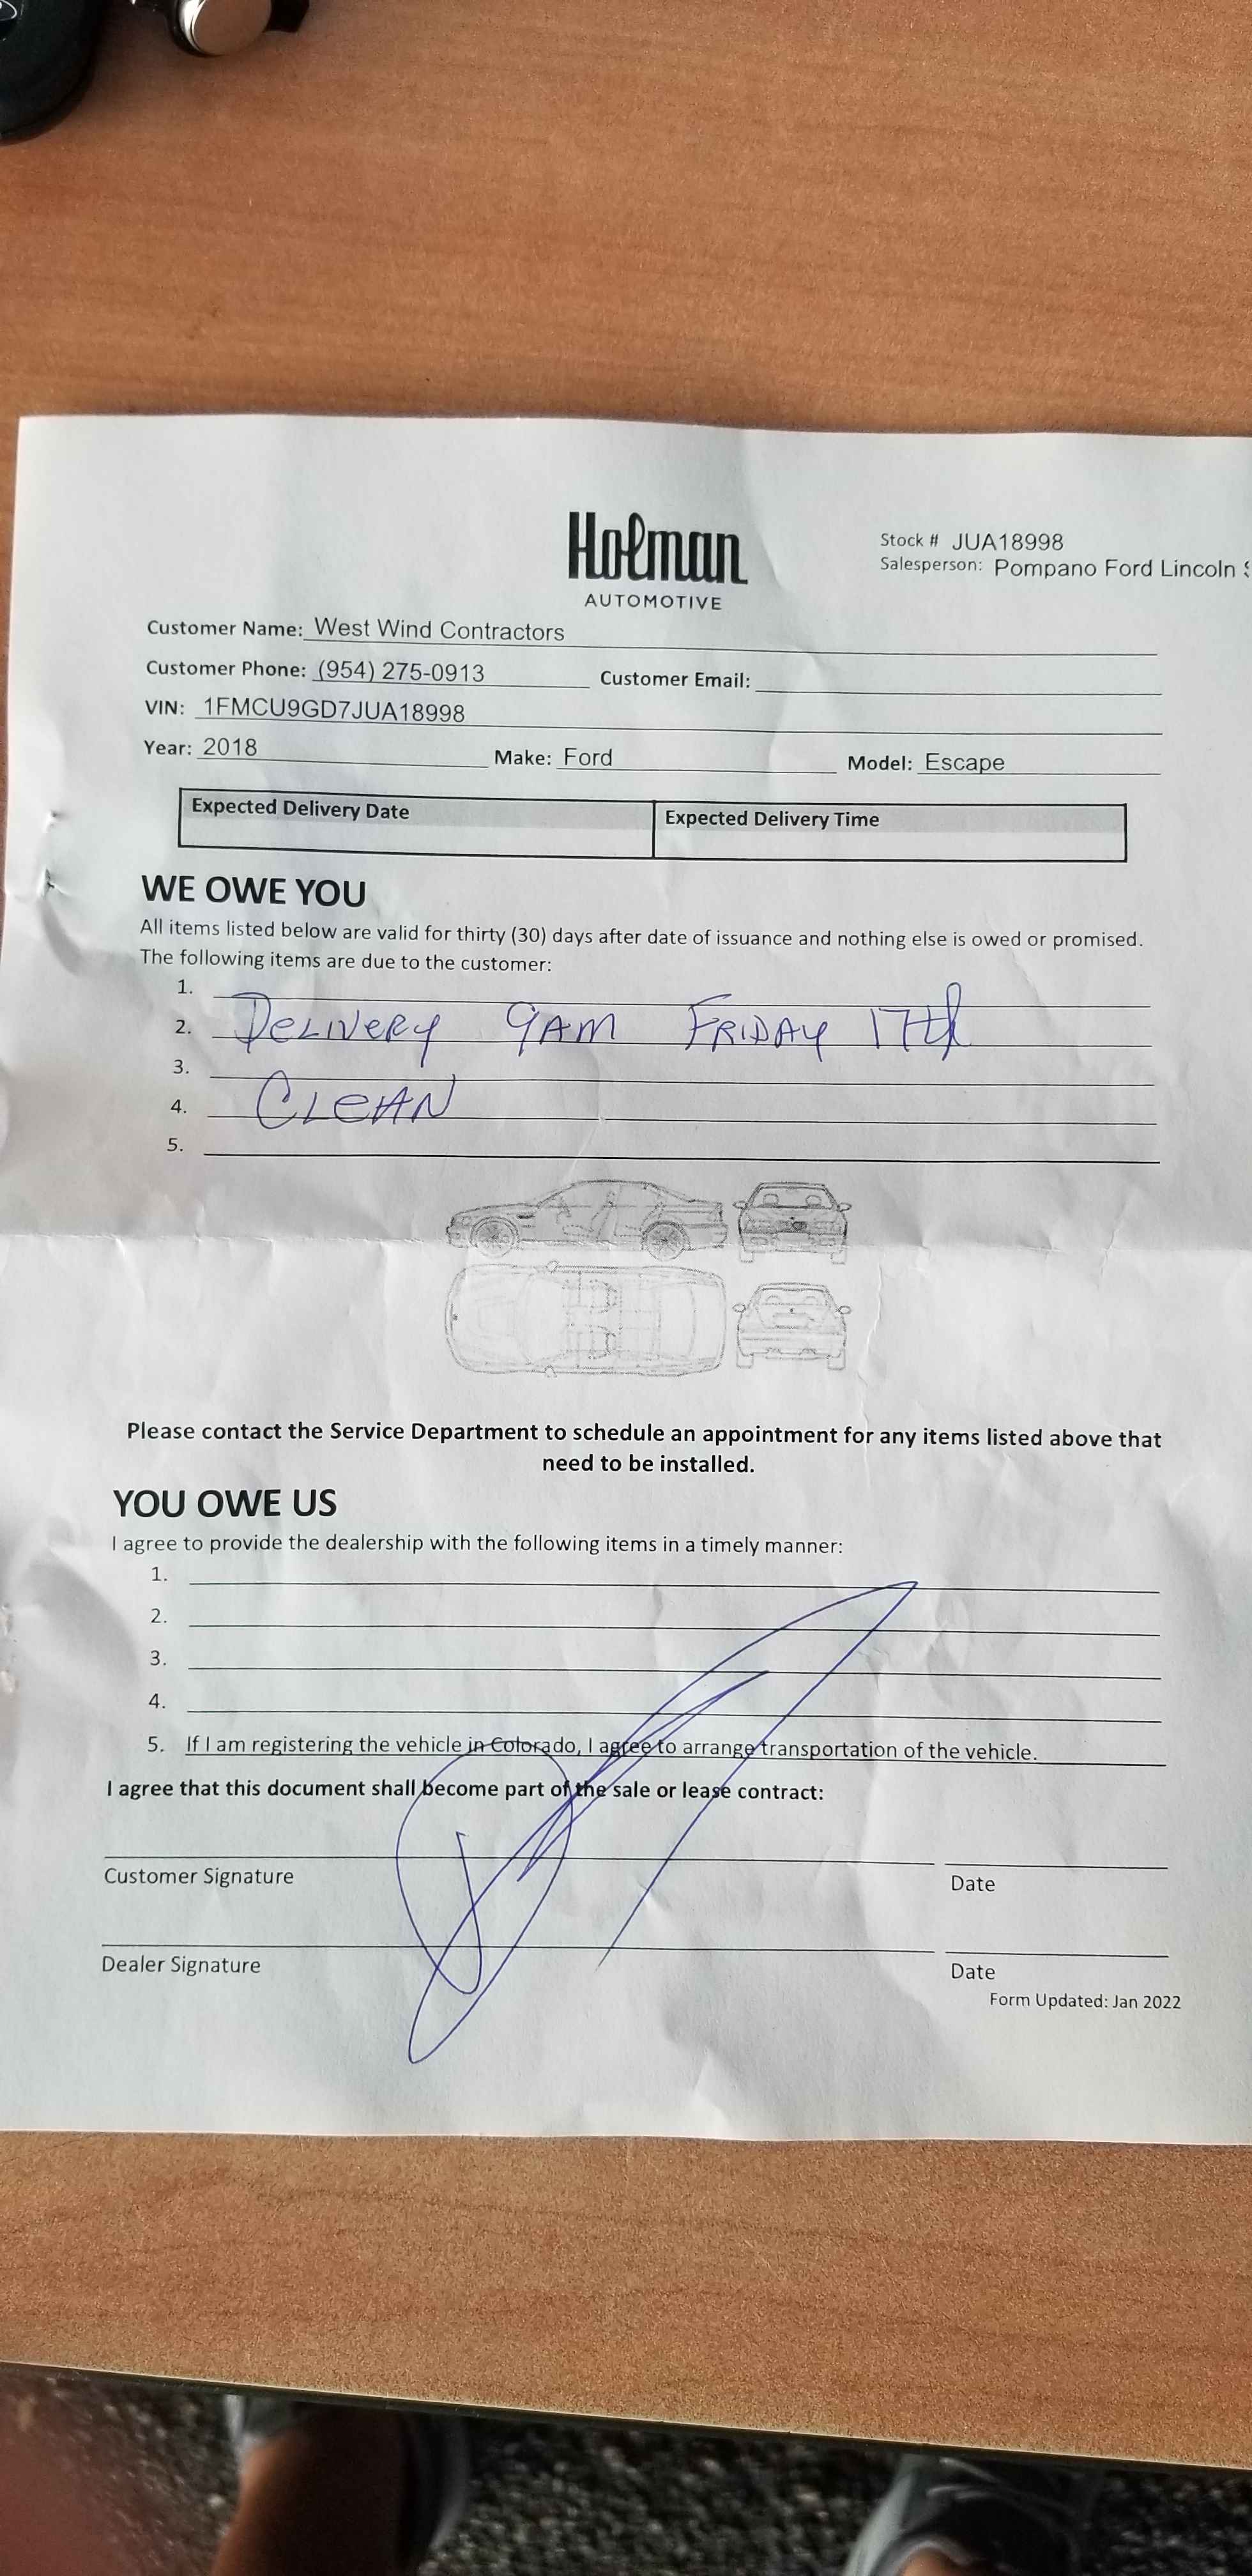 Holman
AUTOMOTIVE
Stock # JUA18998
Salesperson: Pompano Ford Lincoln
Customer Name: West Wind Contractors
Customer Phone: (954) 275-0913 Customer Email:
VIN: 1FMCU9GD7JUA18998
Year: 2018 Make: Ford Model: Escape
Expected Delivery Date Expected Delivery Time
WE OWE YOU
All items listed below are valid for thirty (30) days after date of issuance and nothing else is owed or promised.
The following items are due to the customer:
1.
2. DELIVERY 9AM FRIDAY 17th
3.
4. CLEAN
5.
Please contact the Service Department to schedule an appointment for any items listed above that
need to be installed.
YOU OWE US
I agree to provide the dealership with the following items in a timely manner:
1.
2.
3.
4.
5. If I am registering the vehicle in Colorado, I agree to arrange transportation of the vehicle.
I agree that this document shall become part of the sale or lease contract:
Customer Signature Date
Dealer Signature Date
Form Updated: Jan 2022